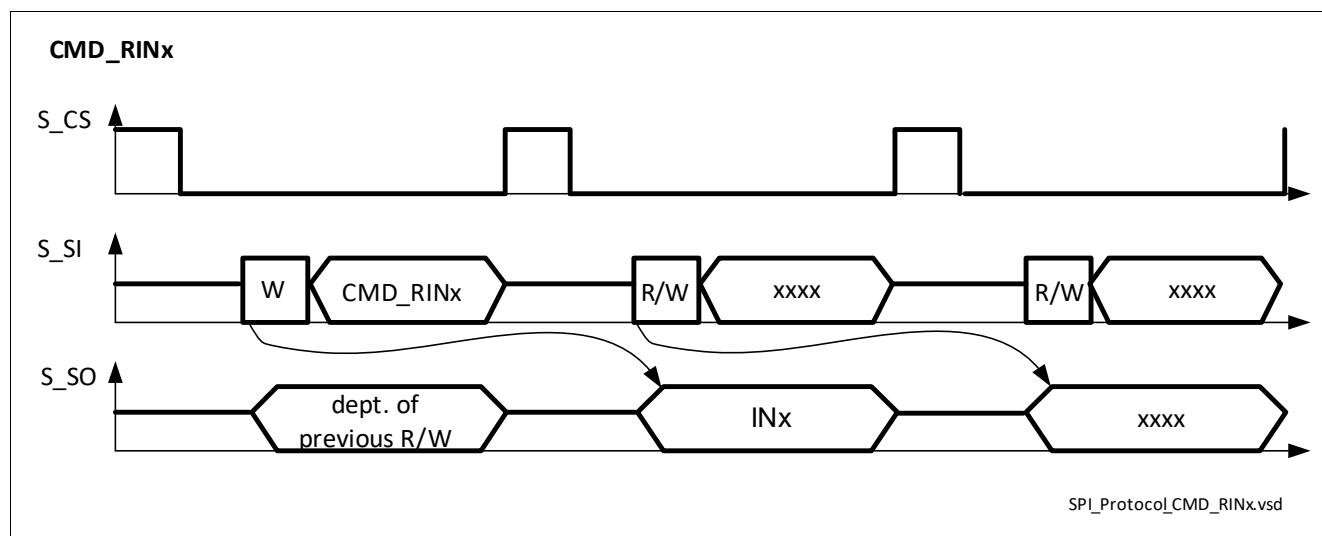 CMD_RINx
S_CS
S_SI
W
CMD_RINx
R/W
xxxx
R/W
xxxx
S_SO
dept. of
previous R/W
INx
xxxx
SPI_Protocol_CMD_RINx.vsd